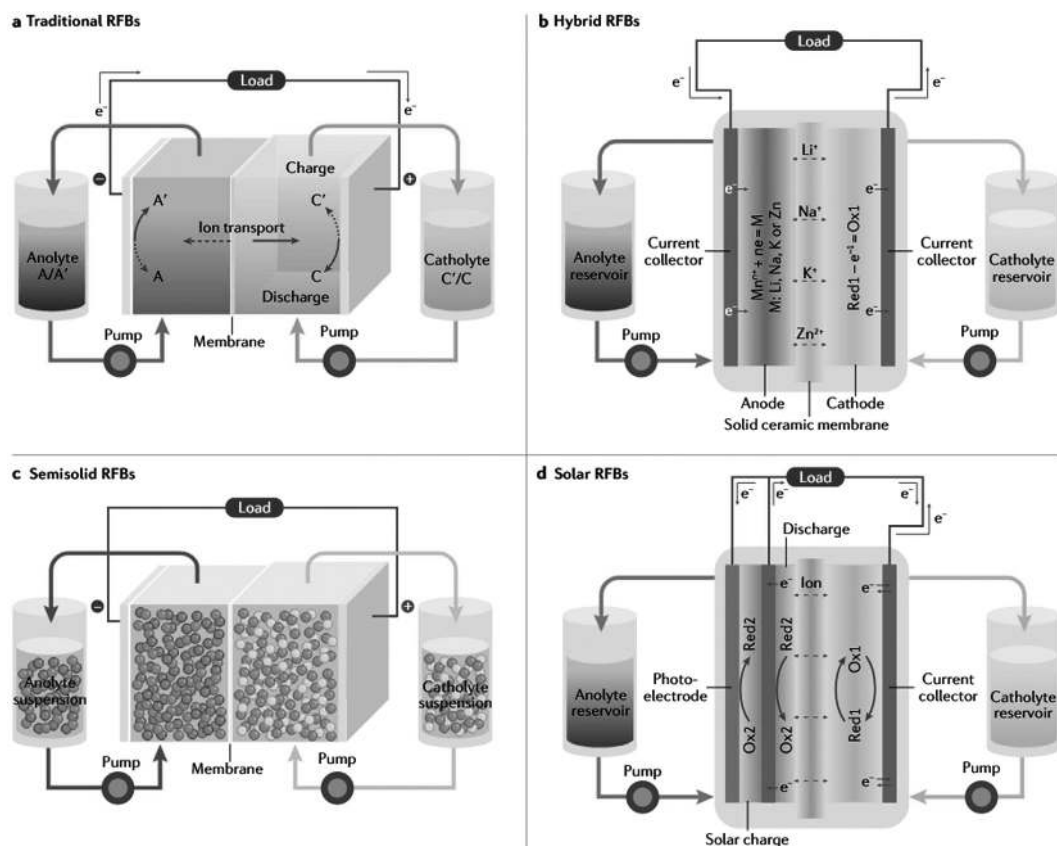 a Traditional RFBs
Load
e⁻
e⁻
Charge
A′
C′
Ion transport
A
C
Discharge
Anolyte
A/A′
Catholyte
C′/C
Pump
Membrane
Pump
b Hybrid RFBs
Load
e⁻
e⁻
Li⁺
e⁻
e⁻
Na⁺
Mnⁿ⁺ + ne = M
M: Li, Na, K or Zn
Red1 – e⁻¹ = Ox1
Anolyte
reservoir
Current
collector
Current
collector
Catholyte
reservoir
K⁺
e⁻
e⁻
Zn²⁺
Pump
Pump
Anode
Cathode
Solid ceramic membrane
c Semisolid RFBs
Load
Anolyte
suspension
Catholyte
suspension
Pump
Membrane
Pump
d Solar RFBs
Load
e⁻
e⁻
e⁻
e⁻
Discharge
e⁻
Ion
e⁻
Red2
Red2
Ox1
Photo-
electrode
Current
collector
Anolyte
reservoir
Catholyte
reservoir
Ox2
Ox2
Red1
Pump
e⁻
e⁻
Pump
Solar charge